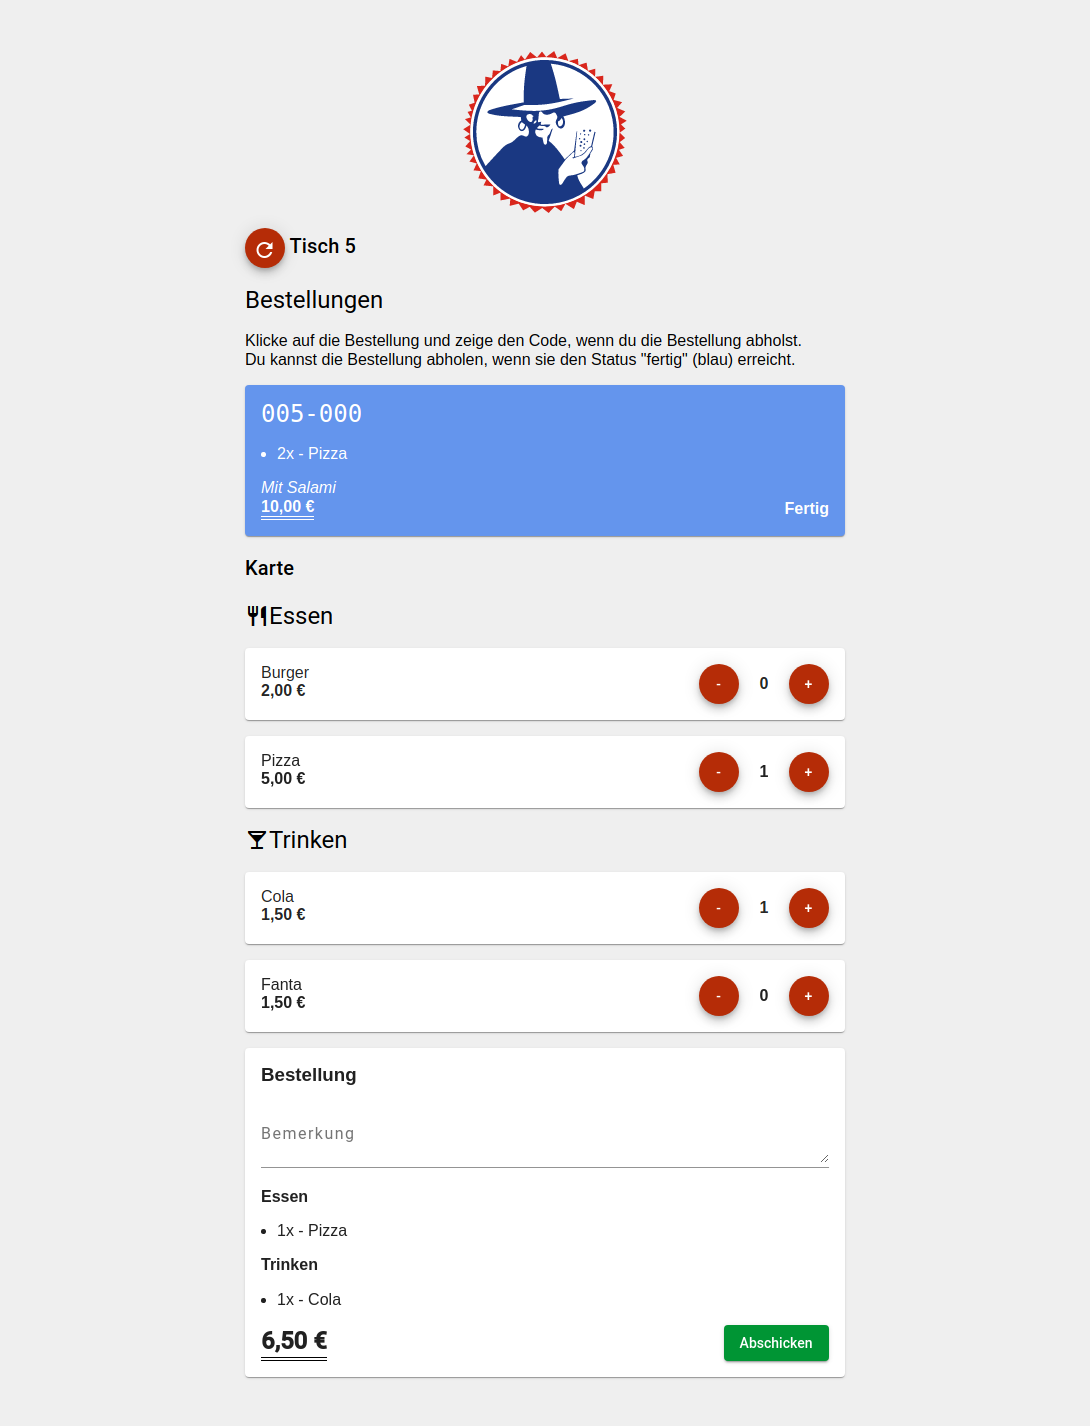 Tisch 5
Bestellungen
Klicke auf die Bestellung und zeige den Code, wenn du die Bestellung abholst.
Du kannst die Bestellung abholen, wenn sie den Status "fertig" (blau) erreicht.
005-000
2x - Pizza
Mit Salami
10,00 €
Fertig
Karte
Essen
Burger
2,00 €
- 0 +
Pizza
5,00 €
- 1 +
Trinken
Cola
1,50 €
- 1 +
Fanta
1,50 €
- 0 +
Bestellung
Bemerkung
Essen
1x - Pizza
Trinken
1x - Cola
6,50 €
Abschicken